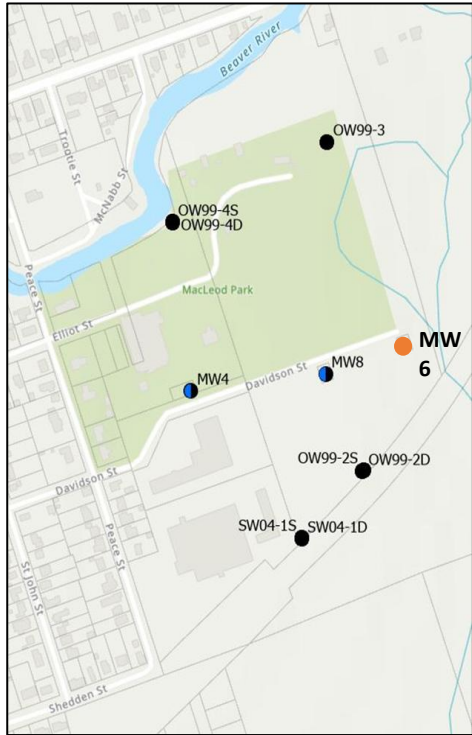 Beaver River
OW99-3
Trootie St
McNabb St
OW99-4S
OW99-4D
Peace St
MacLeod Park
Elliot St
MW
6
MW8
MW4
Davidson St
OW99-2S OW99-2D
Davidson St
SW04-1S SW04-1D
Peace St
St John St
Shedden St